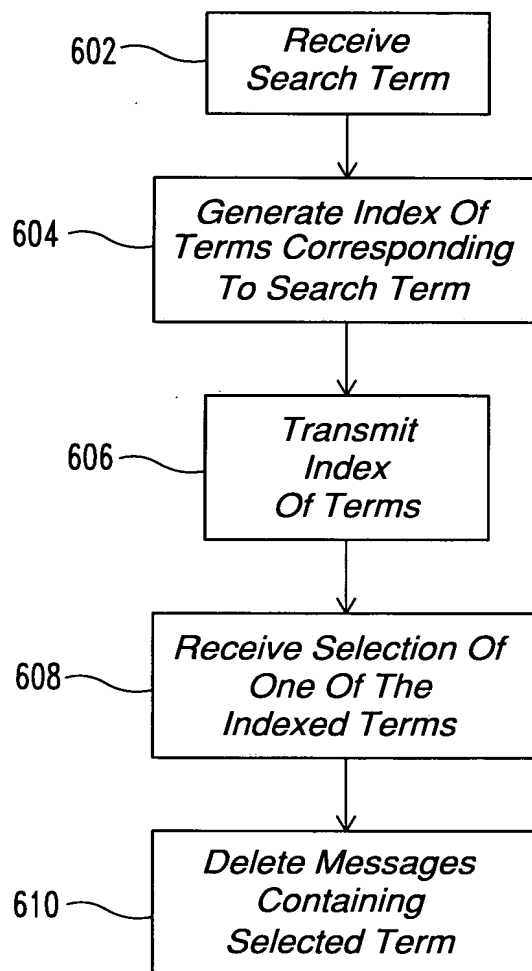 602
Receive
Search Term
604
Generate Index Of
Terms Corresponding
To Search Term
606
Transmit
Index
Of Terms
608
Receive Selection Of
One Of The
Indexed Terms
610
Delete Messages
Containing
Selected Term